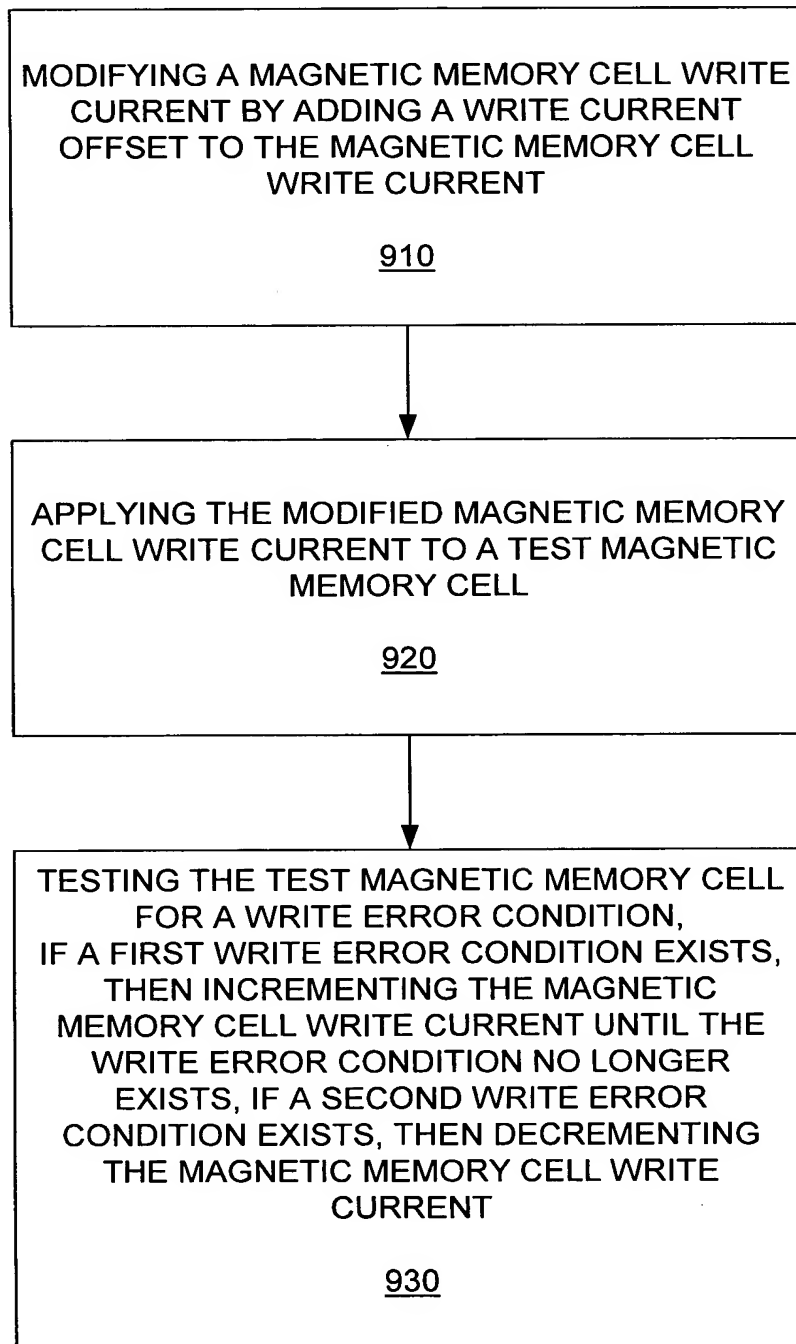 MODIFYING A MAGNETIC MEMORY CELL WRITE
CURRENT BY ADDING A WRITE CURRENT
OFFSET TO THE MAGNETIC MEMORY CELL
WRITE CURRENT
910
APPLYING THE MODIFIED MAGNETIC MEMORY
CELL WRITE CURRENT TO A TEST MAGNETIC
MEMORY CELL
920
TESTING THE TEST MAGNETIC MEMORY CELL
FOR A WRITE ERROR CONDITION,
IF A FIRST WRITE ERROR CONDITION EXISTS,
THEN INCREMENTING THE MAGNETIC
MEMORY CELL WRITE CURRENT UNTIL THE
WRITE ERROR CONDITION NO LONGER
EXISTS, IF A SECOND WRITE ERROR
CONDITION EXISTS, THEN DECREMENTING
THE MAGNETIC MEMORY CELL WRITE
CURRENT
930